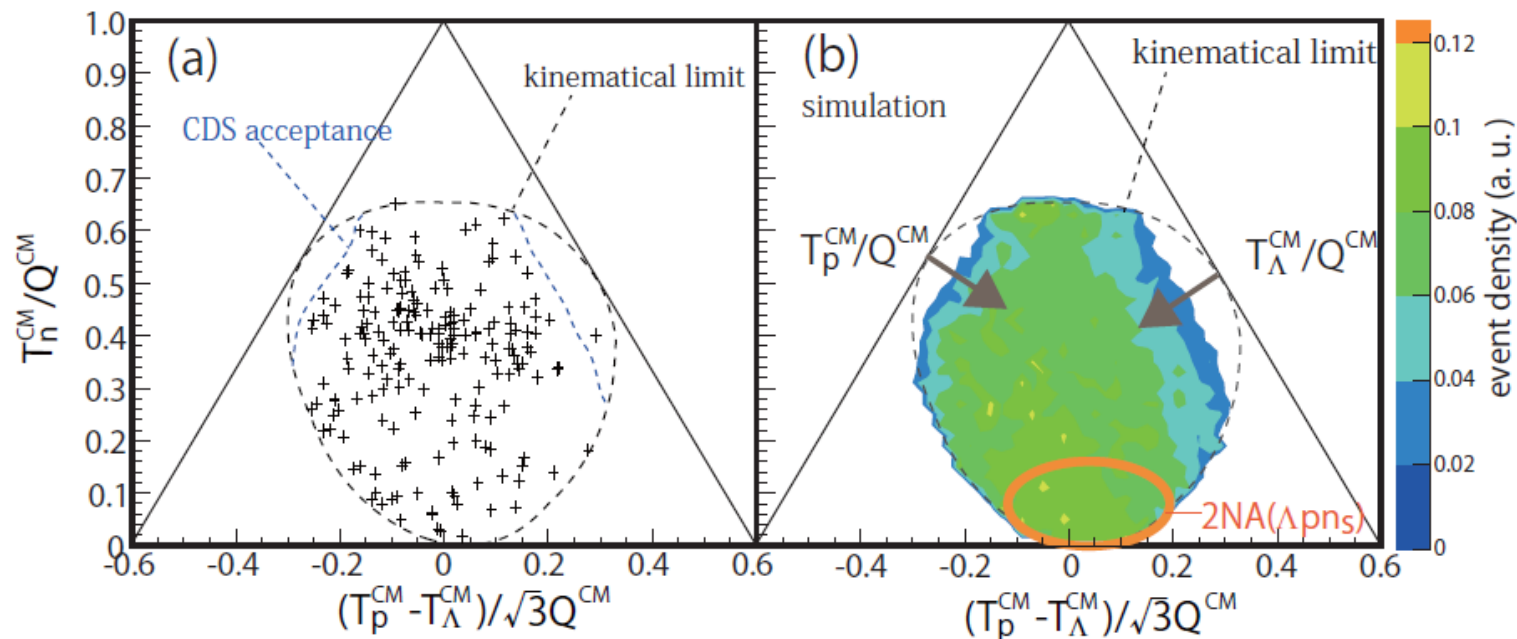 (a)
kinematical limit
CDS acceptance
1.0
0.9
0.8
0.7
0.6
0.5
0.4
0.3
0.2
0.1
0
T_n^CM/Q^CM
-0.6 -0.4 -0.2 0 0.2 0.4 0.6
(T_p^CM -T_Λ^CM)/√3Q^CM
(b)
kinematical limit
simulation
T_p^CM/Q^CM
T_Λ^CM/Q^CM
2NA(Λpn_s)
-0.4 -0.2 0 0.2 0.4 0.6
(T_p^CM -T_Λ^CM)/√3Q^CM
0.12
0.1
0.08
0.06
0.04
0.02
0
event density (a. u.)